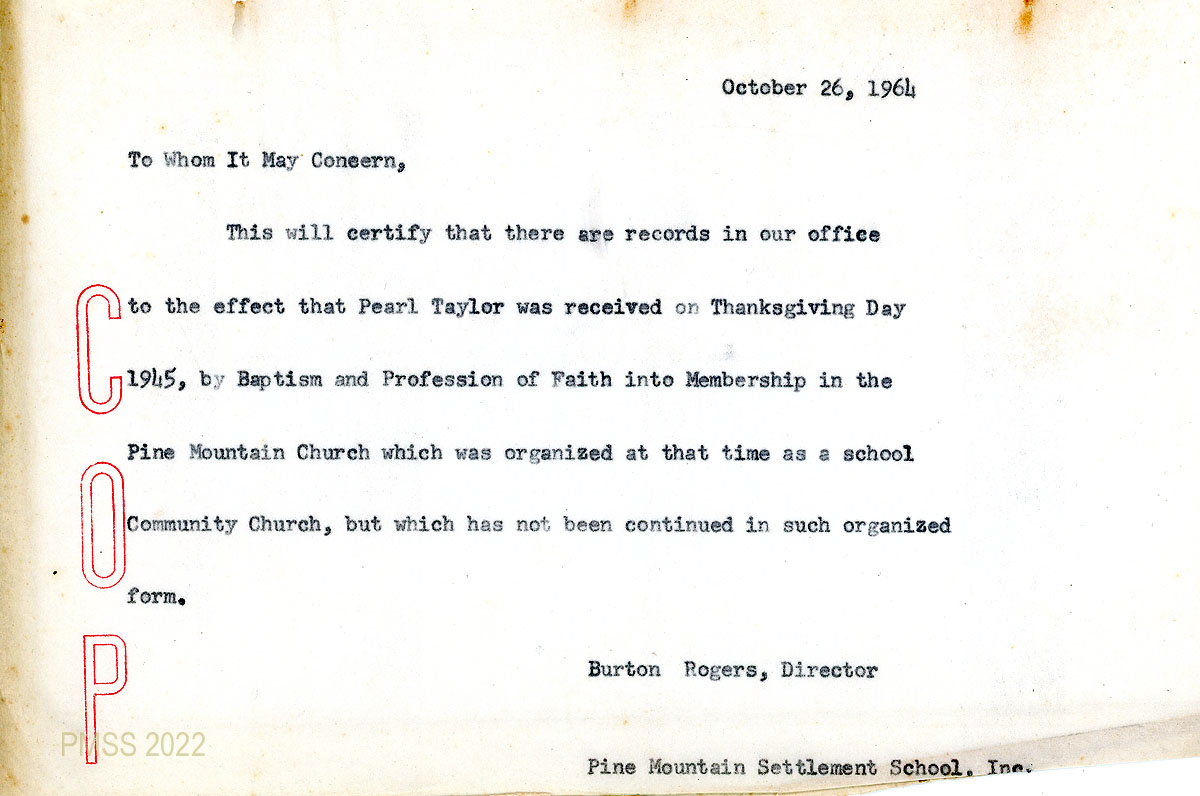 October 26, 1964
To Whom It May Concern,
This will certify that there are records in our office
to the effect that Pearl Taylor was received on Thanksgiving Day
1945, by Baptism and Profession of Faith into Membership in the
Pine Mountain Church which was organized at that time as a school
Community Church, but which has not been continued in such organized
form.
Burton Rogers, Director
Pine Mountain Settlement School, Inc.
C
O
P
PMSS 2022